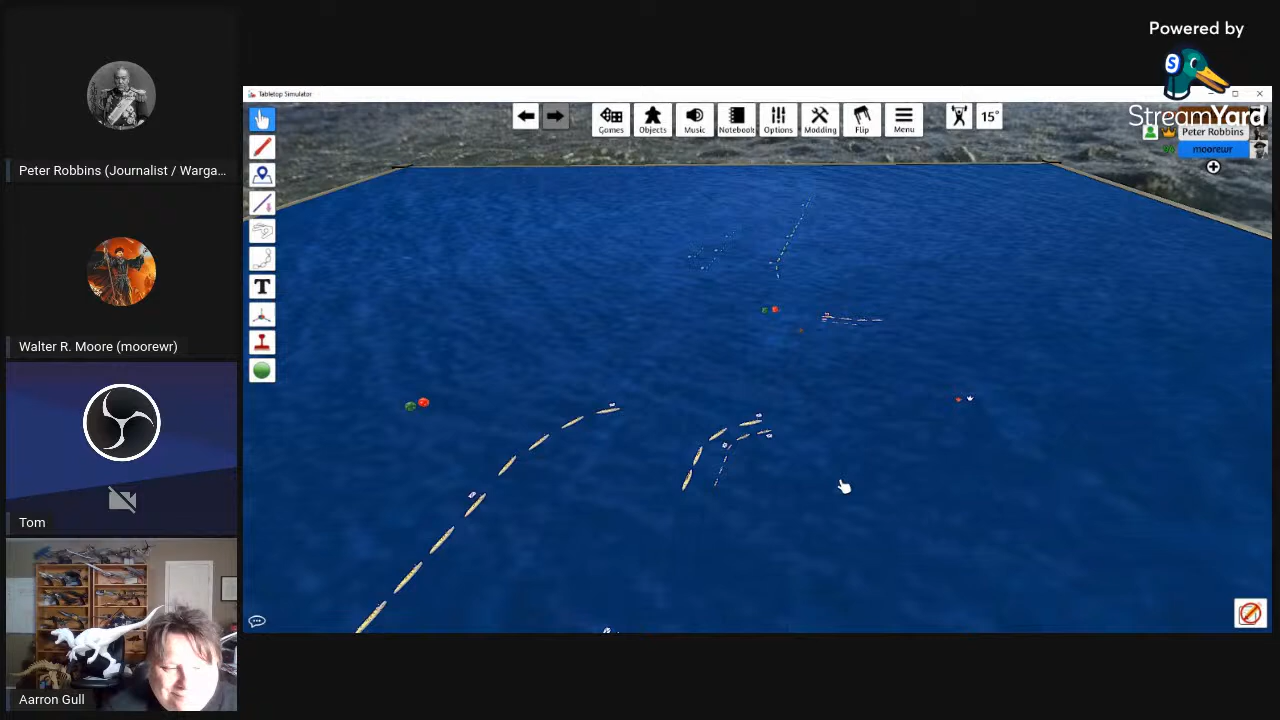 Powered by
S
StreamYard
Tabletop Simulator
Games
Objects
Music
Notebook
Options
Modding
Flip
Menu
15°
Peter Robbins
moorewr
T
Peter Robbins (Journalist / Warga...
Walter R. Moore (moorewr)
Tom
Aarron Gull